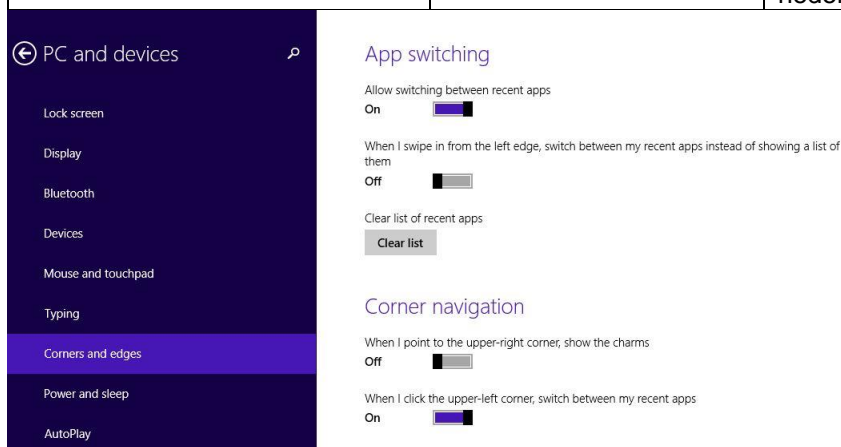 PC and devices
Lock screen
Display
Bluetooth
Devices
Mouse and touchpad
Typing
Corners and edges
Power and sleep
AutoPlay
App switching
Allow switching between recent apps
On
When I swipe in from the left edge, switch between my recent apps instead of showing a list of
them
Off
Clear list of recent apps
Clear list
Corner navigation
When I point to the upper-right corner, show the charms
Off
When I click the upper-left corner, switch between my recent apps
On